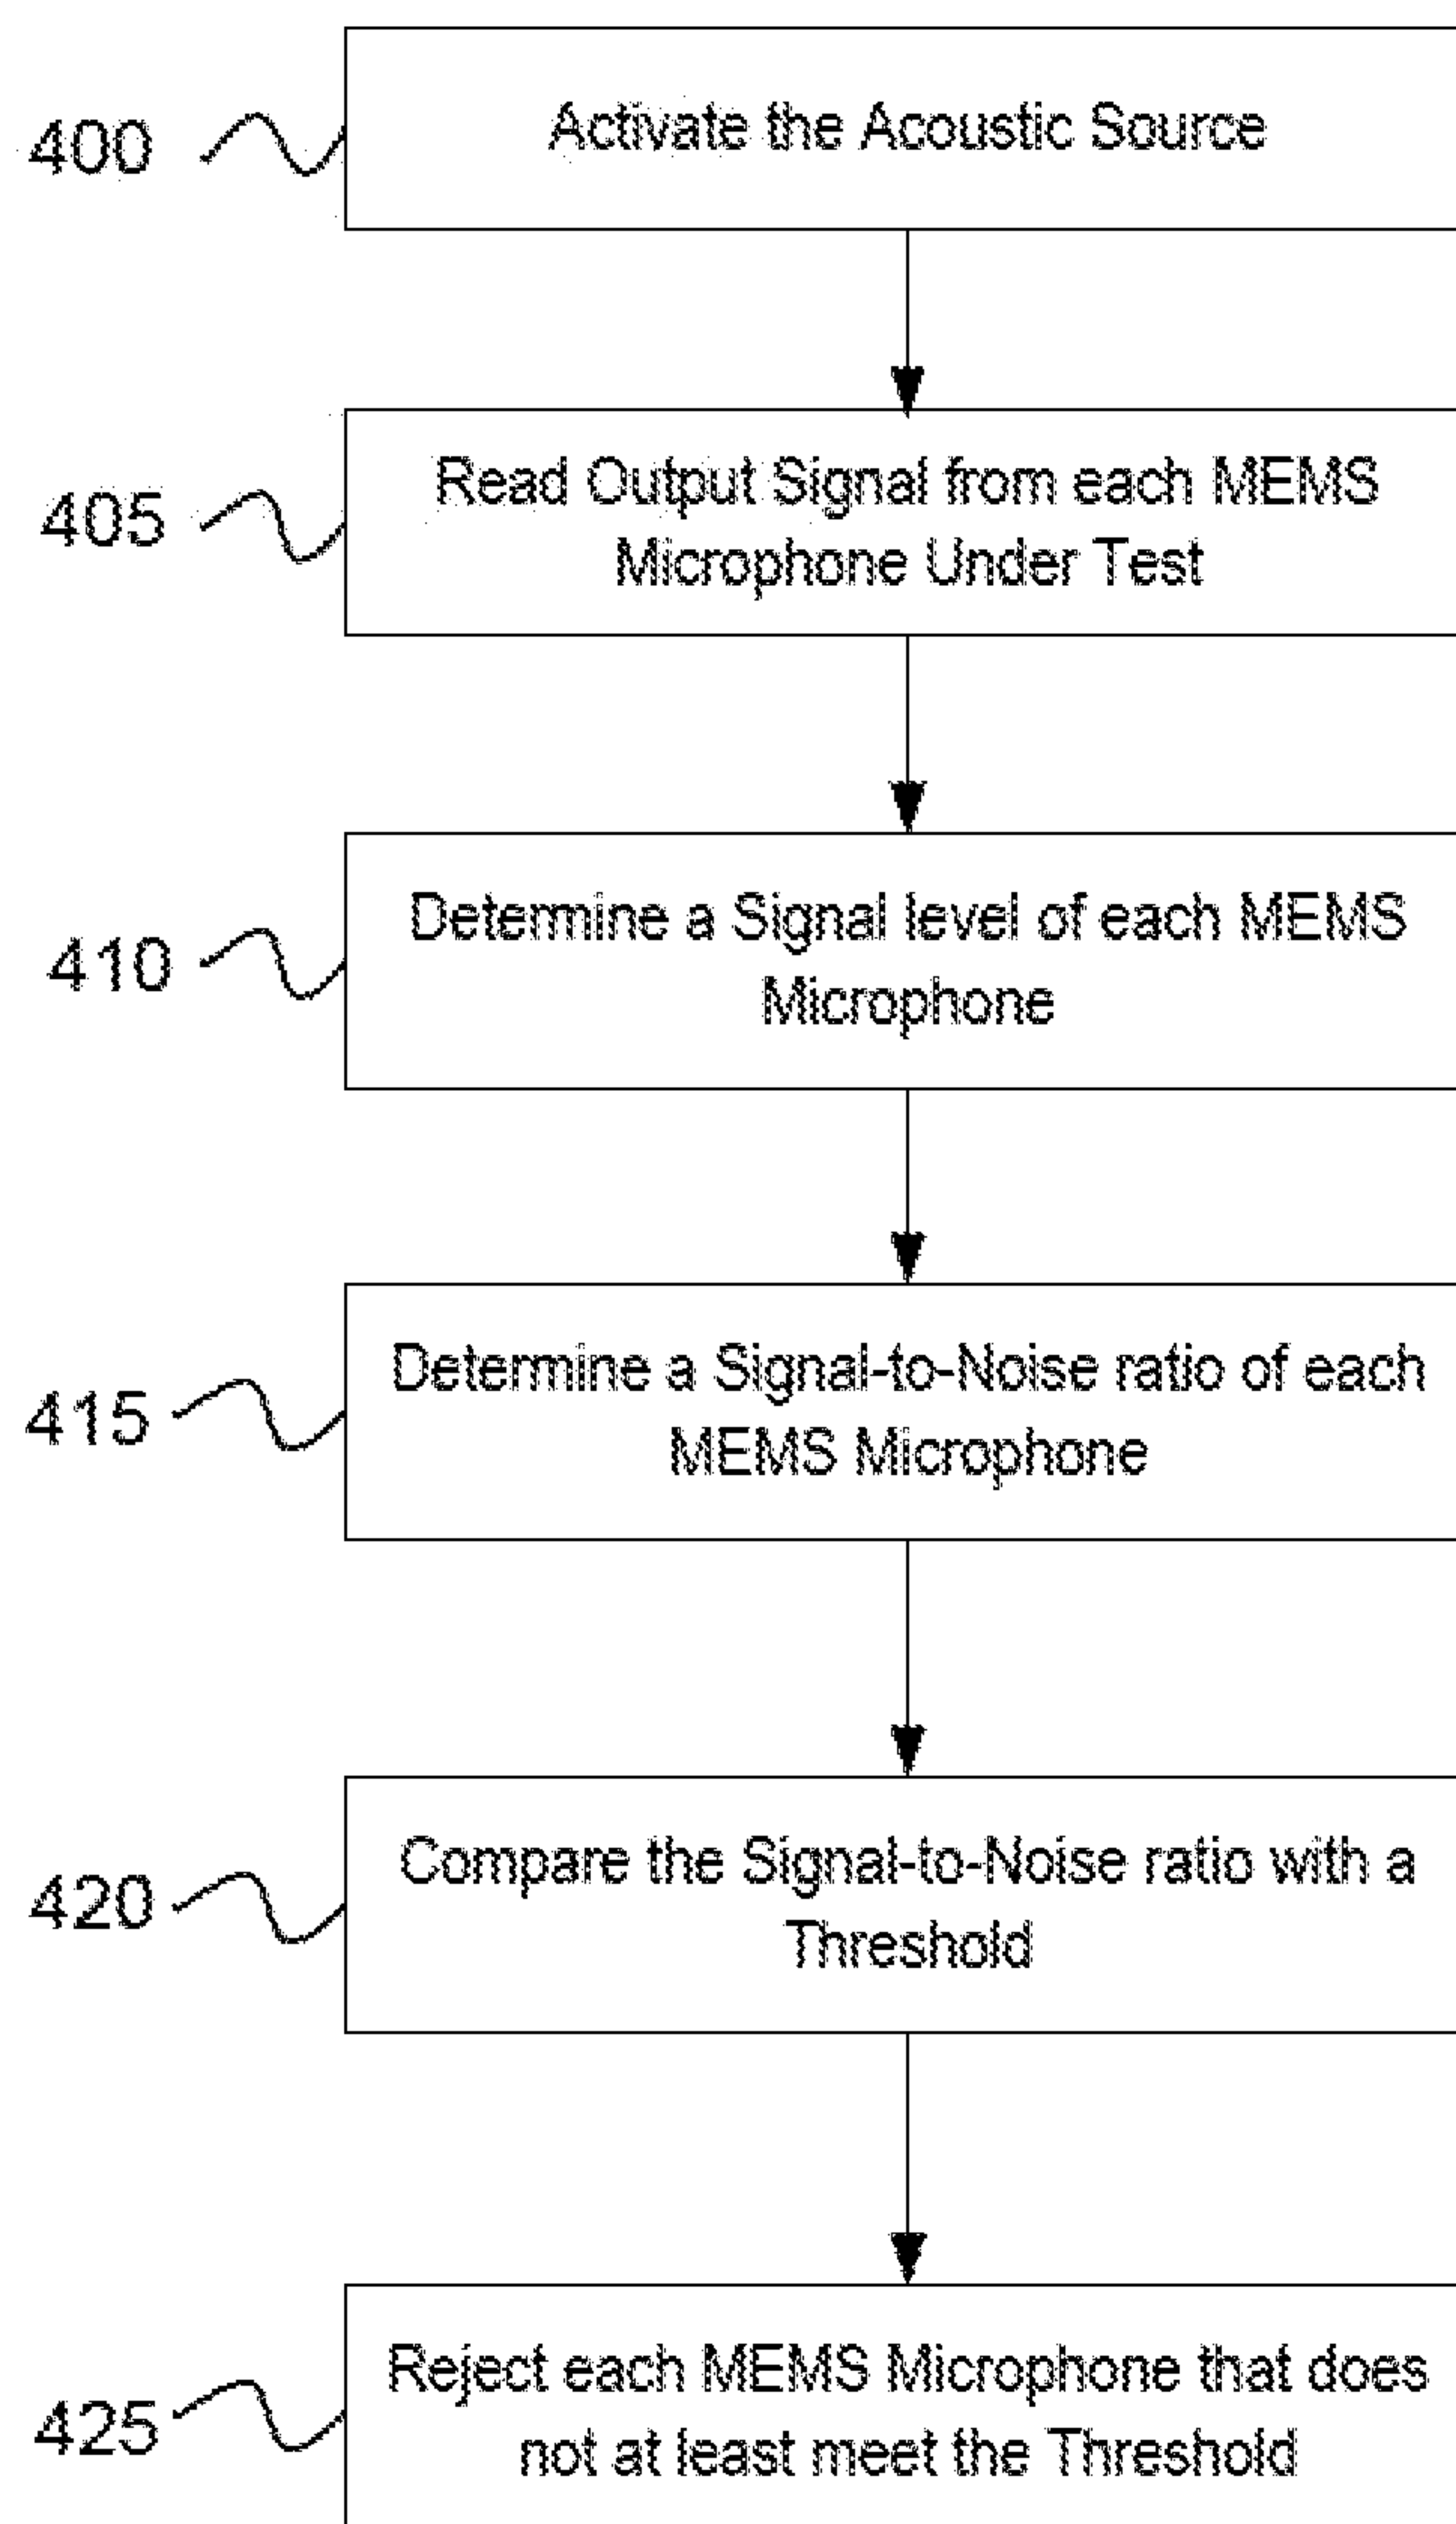 400
Activate the Acoustic Source
405
Read Output Signal from each MEMS
Microphone Under Test
410
Determine a Signal level of each MEMS
Microphone
415
Determine a Signal-to-Noise ratio of each
MEMS Microphone
420
Compare the Signal-to-Noise ratio with a
Threshold
425
Reject each MEMS Microphone that does
not at least meet the Threshold